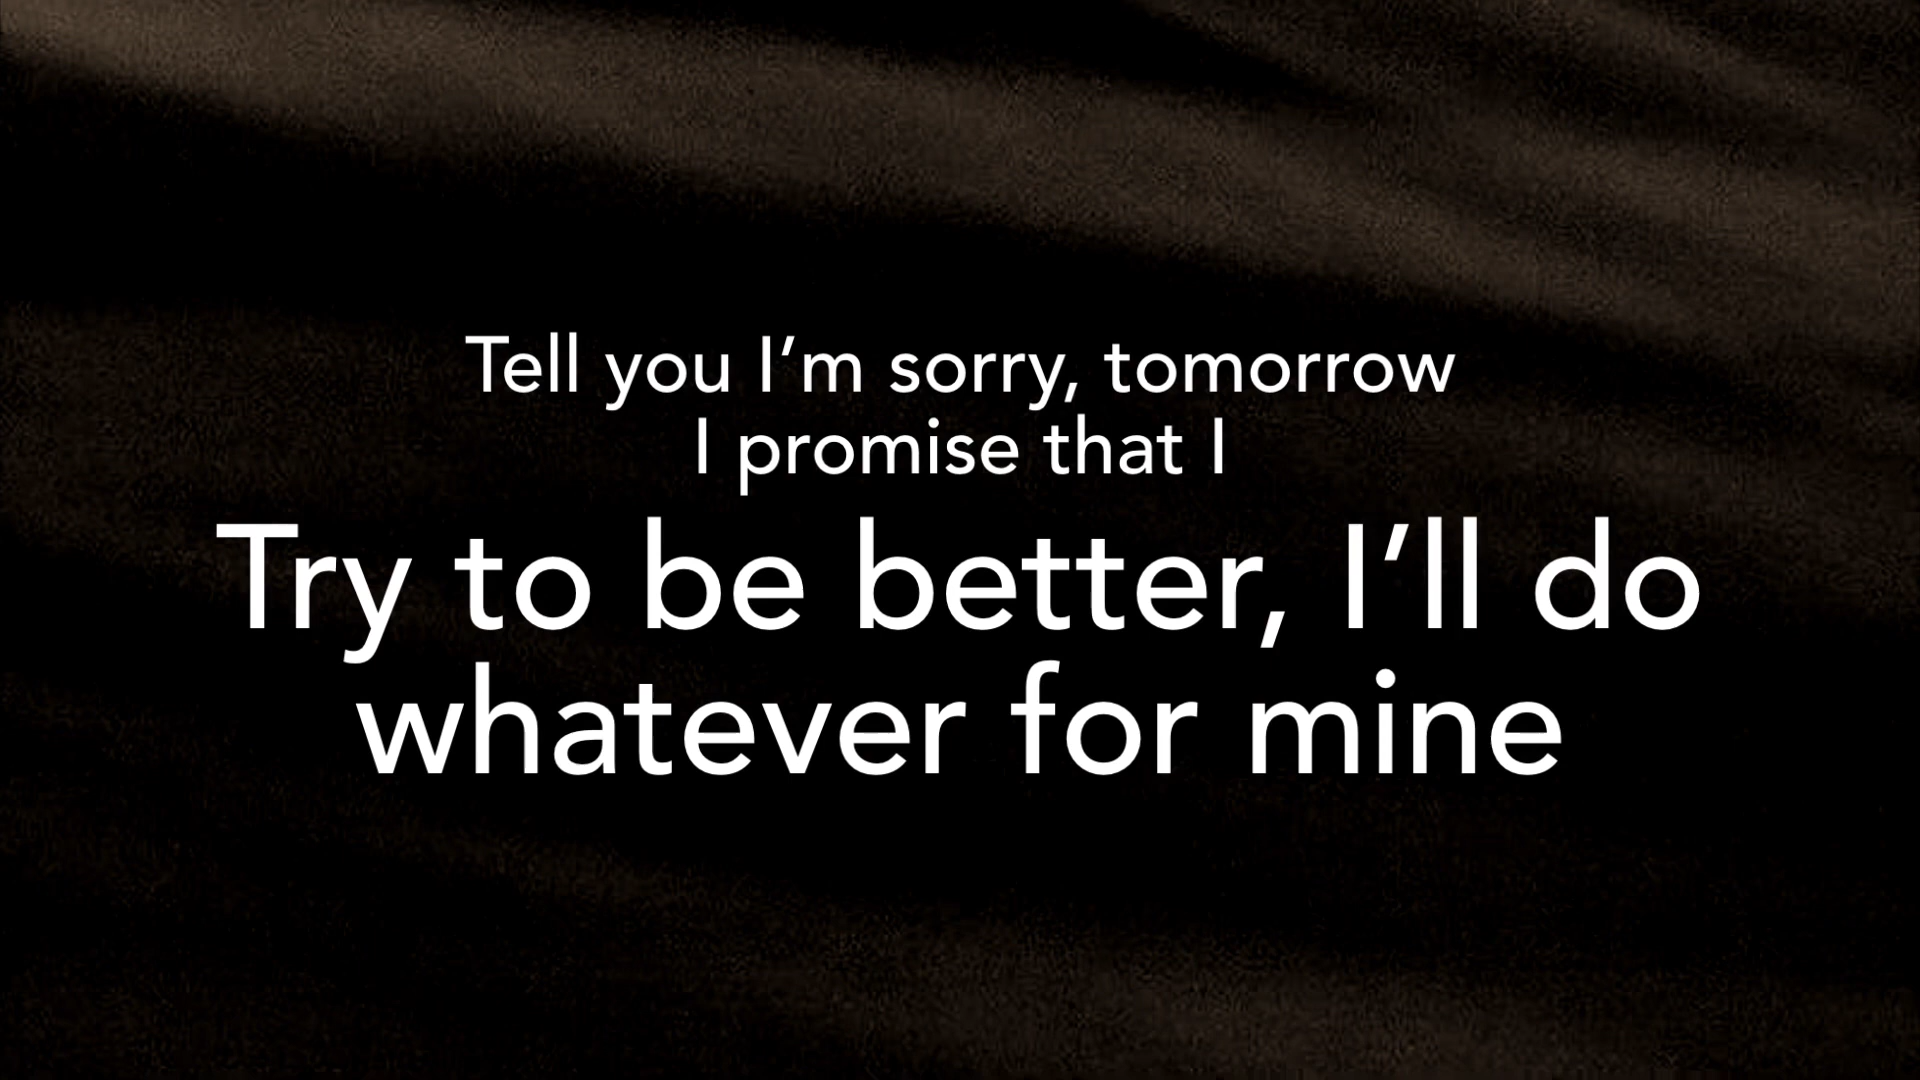 Tell you I’m sorry, tomorrow
I promise that I
Try to be better, I’ll do
whatever for mine